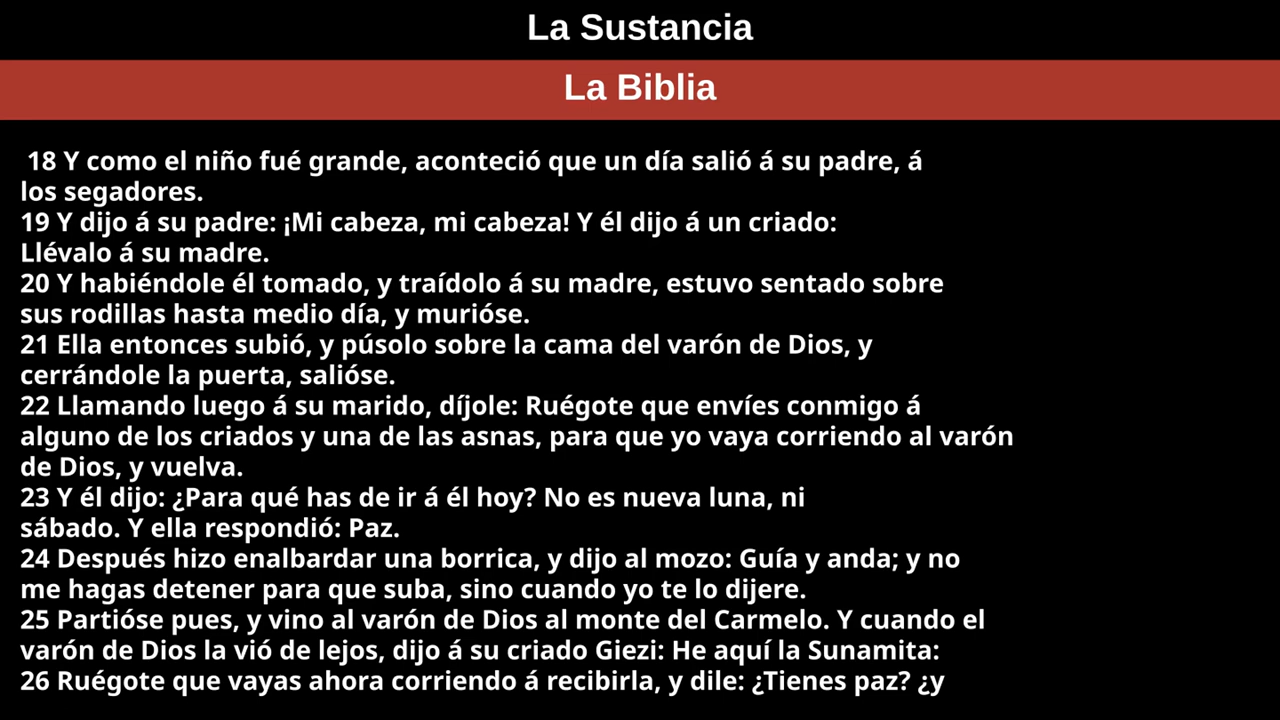 La Sustancia
La Biblia
18 Y como el niño fué grande, aconteció que un día salió á su padre, á
los segadores.
19 Y dijo á su padre: ¡Mi cabeza, mi cabeza! Y él dijo á un criado:
Llévalo á su madre.
20 Y habiéndole él tomado, y traídolo á su madre, estuvo sentado sobre
sus rodillas hasta medio día, y murióse.
21 Ella entonces subió, y púsolo sobre la cama del varón de Dios, y
cerrándole la puerta, salióse.
22 Llamando luego á su marido, díjole: Ruégote que envíes conmigo á
alguno de los criados y una de las asnas, para que yo vaya corriendo al varón
de Dios, y vuelva.
23 Y él dijo: ¿Para qué has de ir á él hoy? No es nueva luna, ni
sábado. Y ella respondió: Paz.
24 Después hizo enalbardar una borrica, y dijo al mozo: Guía y anda; y no
me hagas detener para que suba, sino cuando yo te lo dijere.
25 Partióse pues, y vino al varón de Dios al monte del Carmelo. Y cuando el
varón de Dios la vió de lejos, dijo á su criado Giezi: He aquí la Sunamita:
26 Ruégote que vayas ahora corriendo á recibirla, y dile: ¿Tienes paz? ¿y